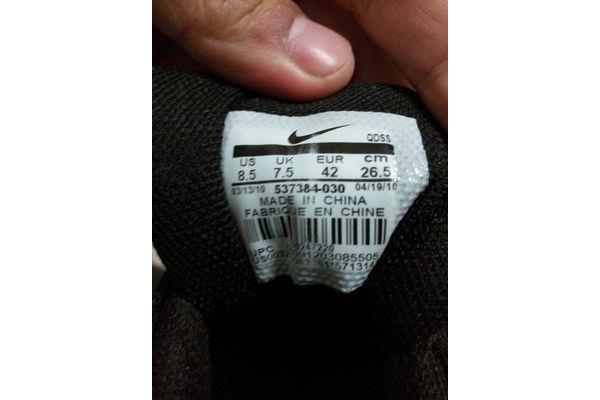 QDSS
US UK EUR cm
8.5 7.5 42 26.5
03/13/10 537384-030 04/19/10
MADE IN CHINA
FABRIQUE EN CHINE
UPC